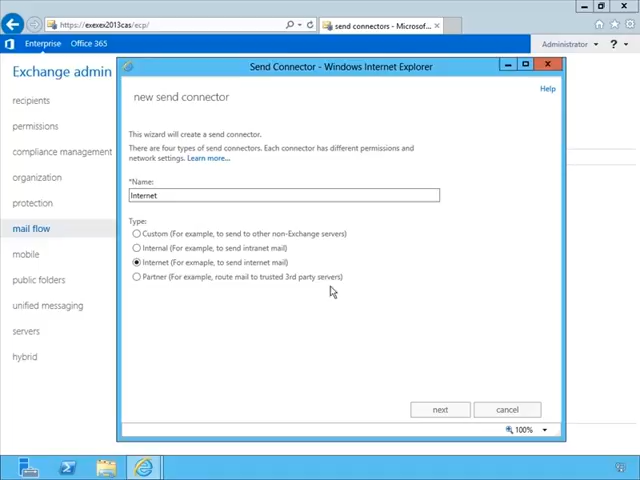 https://exexex2013cas/ecp/
send connectors - Microsof...
Enterprise Office 365
Administrator
?
Exchange admin
recipients
permissions
compliance management
organization
protection
mail flow
mobile
public folders
unified messaging
servers
hybrid
Send Connector - Windows Internet Explorer
Help
new send connector
This wizard will create a send connector.
There are four types of send connectors. Each connector has different permissions and
network settings. Learn more...
*Name:
Internet
Type:
Custom (For example, to send to other non-Exchange servers)
Internal (For example, to send intranet mail)
Internet (For exmaple, to send internet mail)
Partner (For example, route mail to trusted 3rd party servers)
next cancel
100%